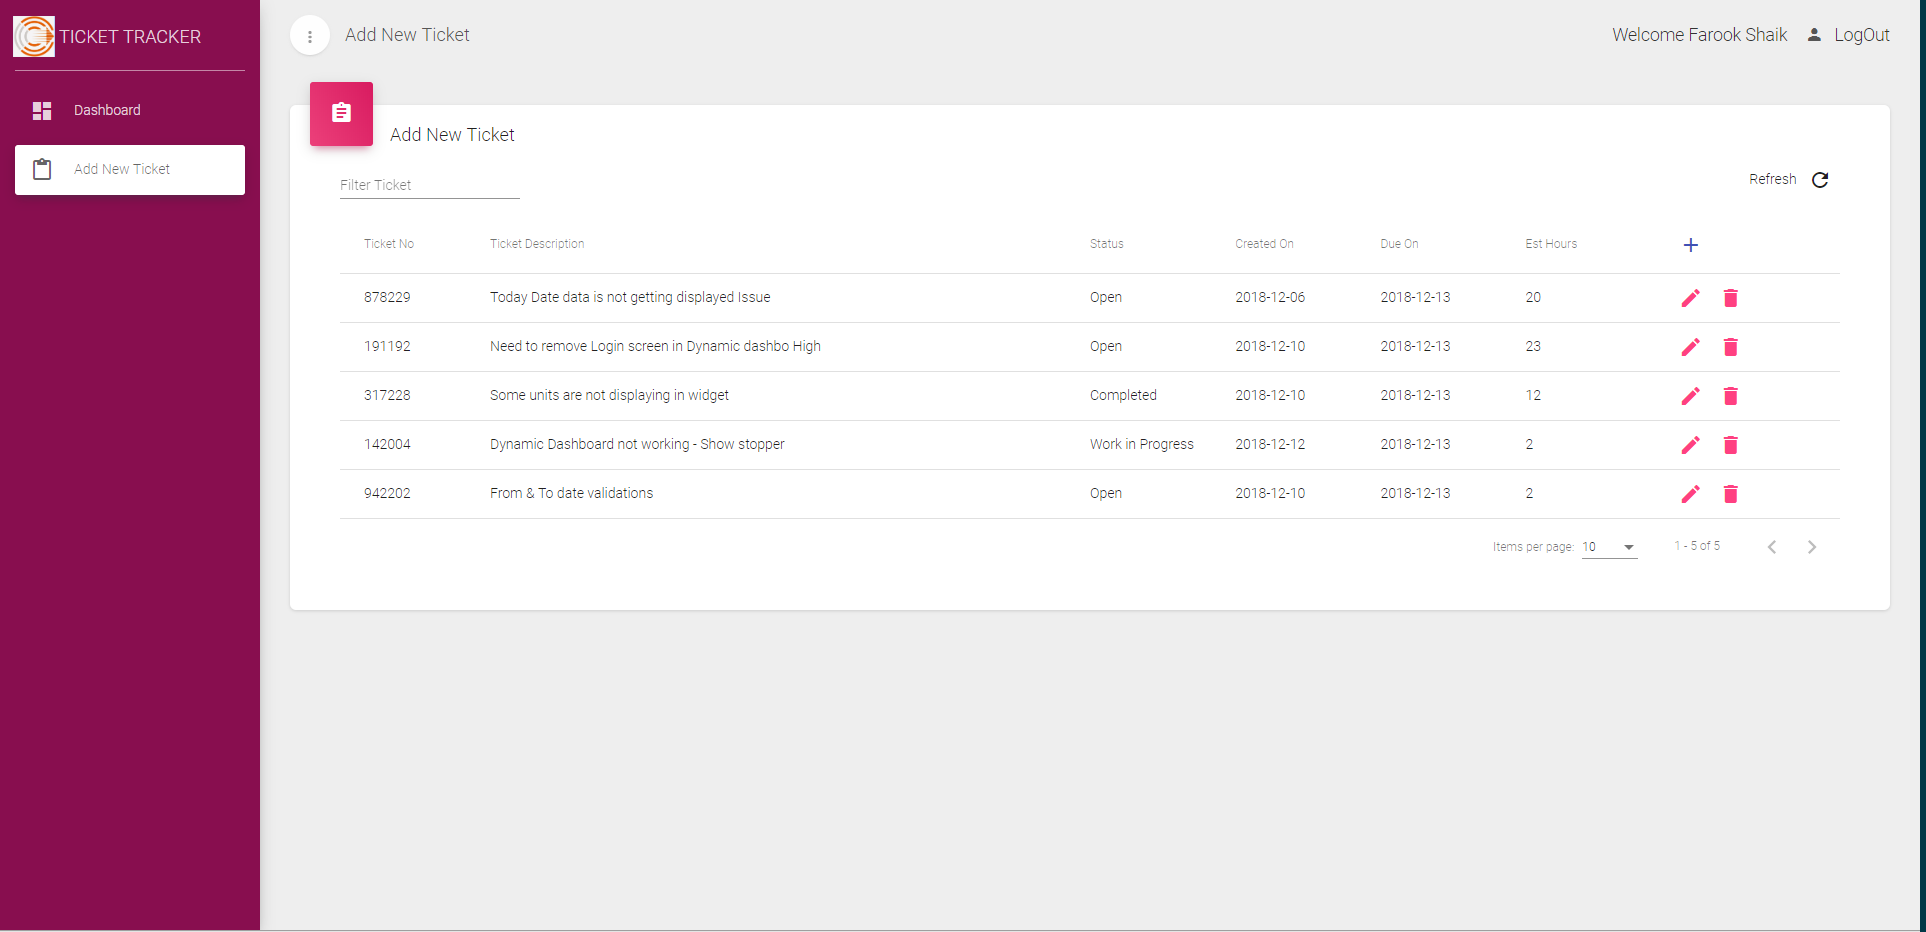 TICKET TRACKER
Add New Ticket
Welcome Farook Shaik
LogOut
Dashboard
Add New Ticket
Add New Ticket
Filter Ticket
Refresh
Ticket No Ticket Description Status Created On Due On Est Hours
878229 Today Date data is not getting displayed Issue Open 2018-12-06 2018-12-13 20
191192 Need to remove Login screen in Dynamic dashbo High Open 2018-12-10 2018-12-13 23
317228 Some units are not displaying in widget Completed 2018-12-10 2018-12-13 12
142004 Dynamic Dashboard not working - Show stopper Work in Progress 2018-12-12 2018-12-13 2
942202 From & To date validations Open 2018-12-10 2018-12-13 2
Items per page: 10 1 - 5 of 5